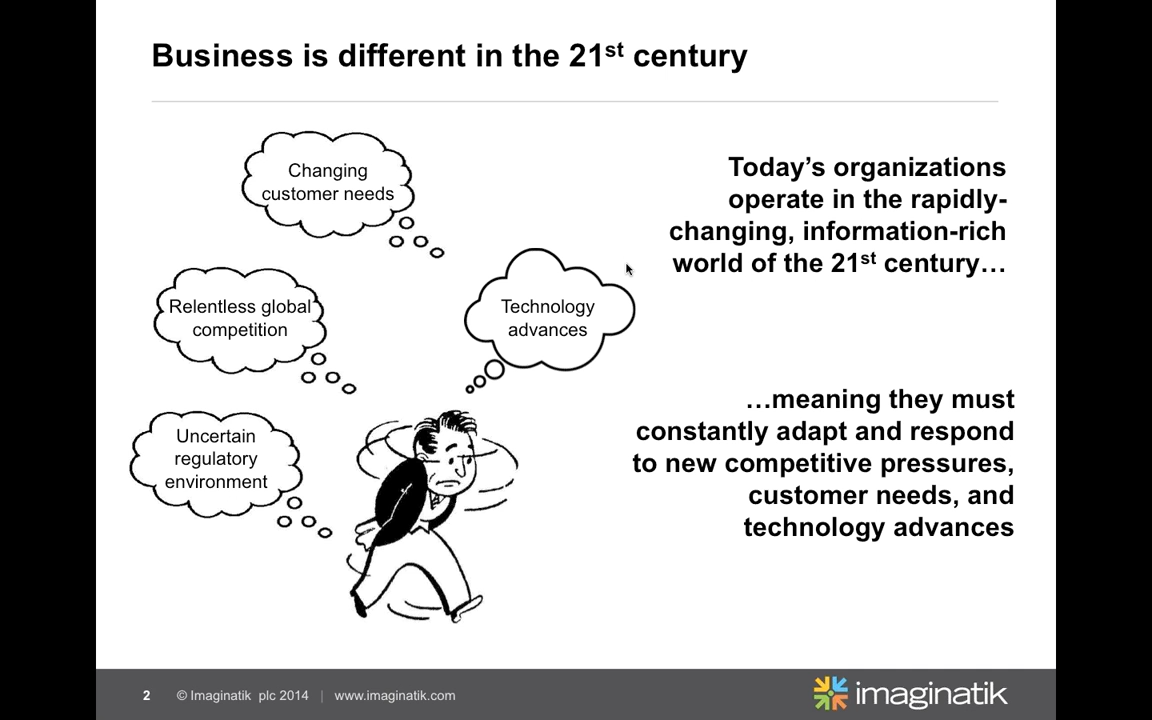 Business is different in the 21st century
Changing
customer needs
Relentless global
competition
Technology
advances
Uncertain
regulatory
environment
Today’s organizations
operate in the rapidly-
changing, information-rich
world of the 21st century…
…meaning they must
constantly adapt and respond
to new competitive pressures,
customer needs, and
technology advances
2 © Imaginatik plc 2014 | www.imaginatik.com
imaginatik